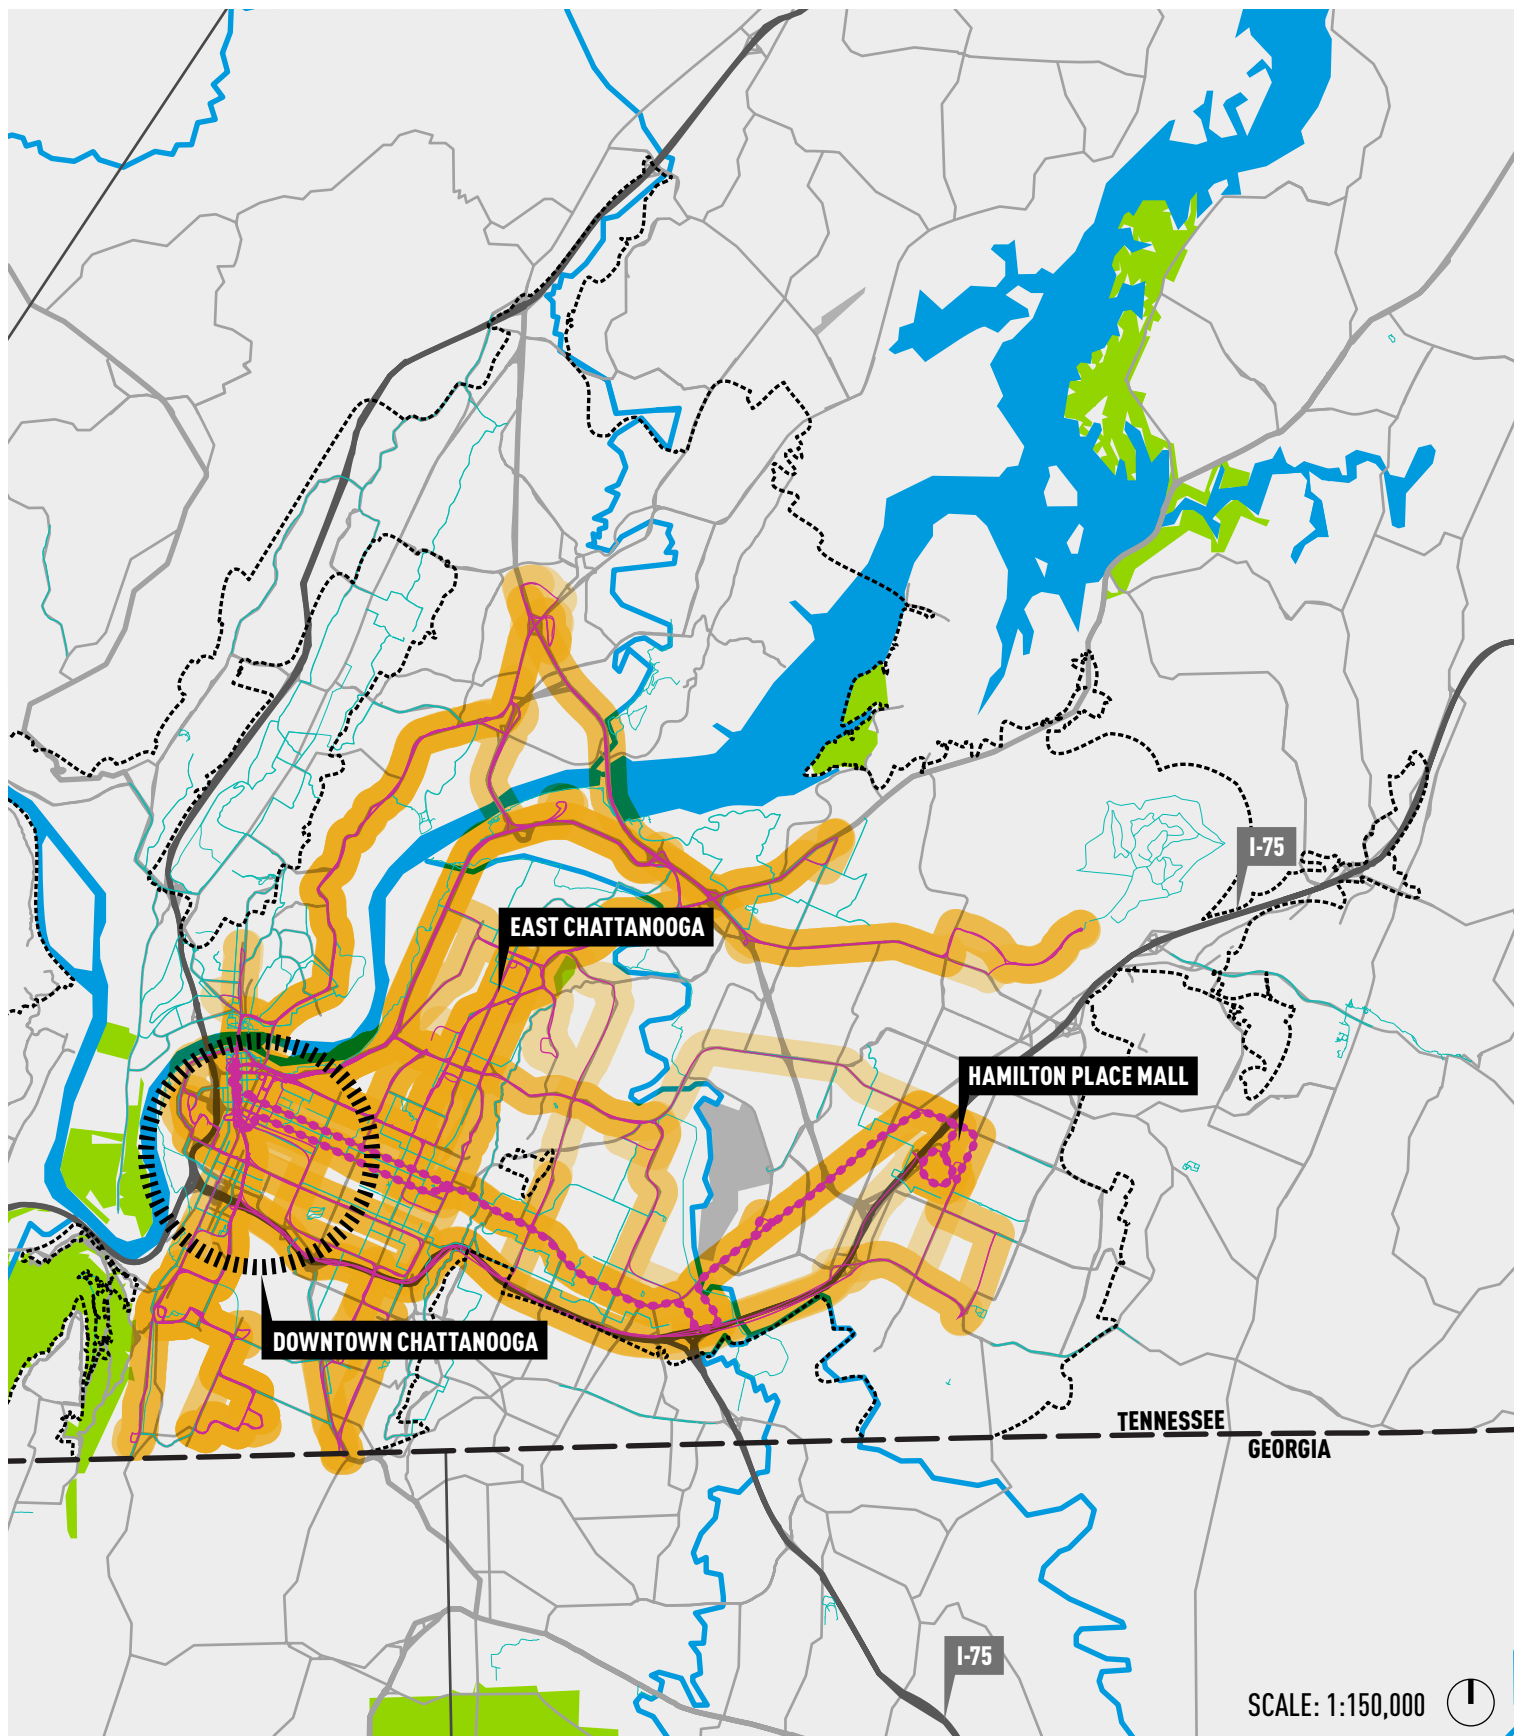 I-75
EAST CHATTANOOGA
HAMILTON PLACE MALL
DOWNTOWN CHATTANOOGA
TENNESSEE
GEORGIA
I-75
SCALE: 1:150,000